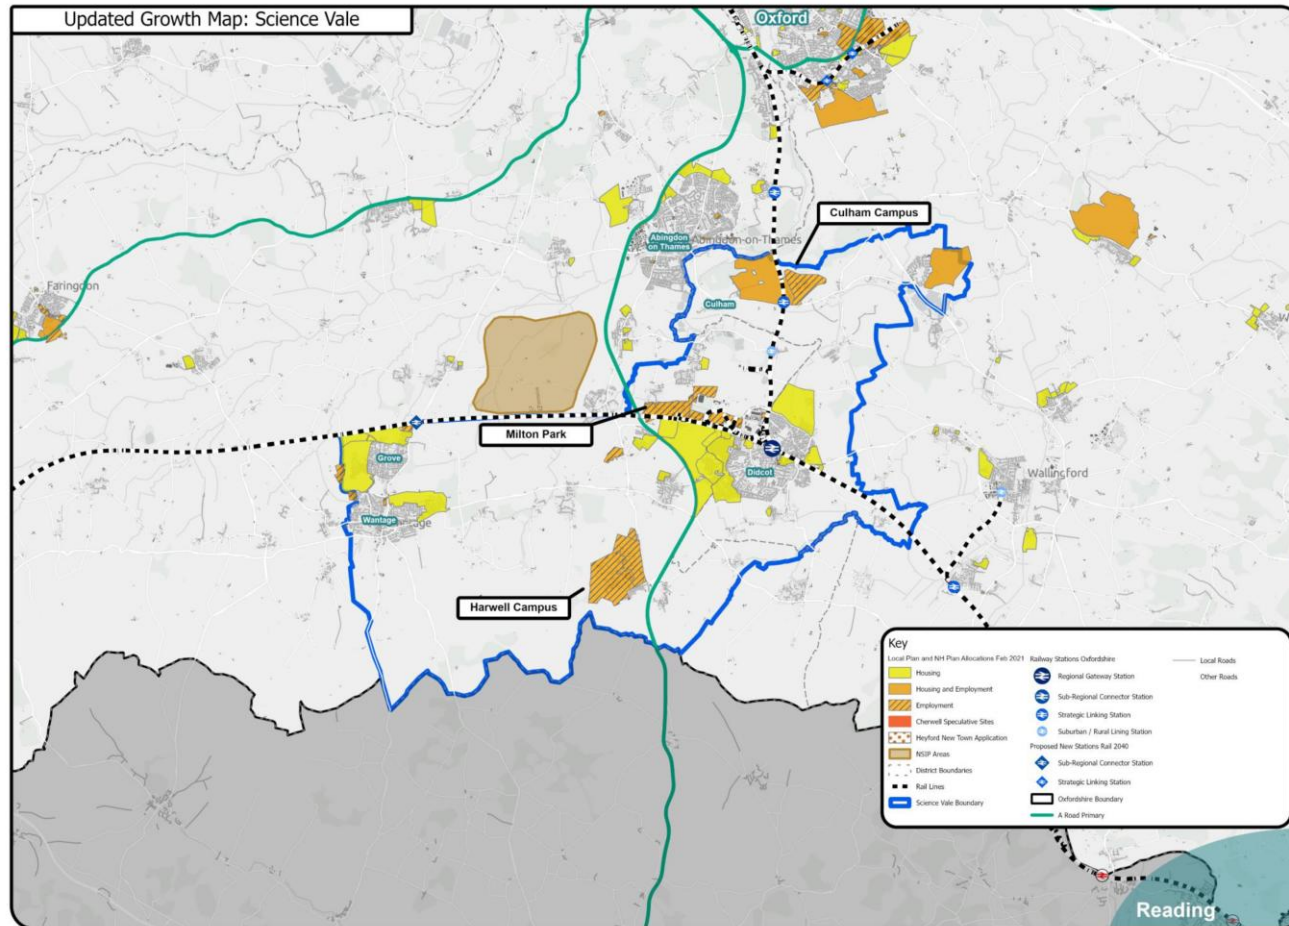 Updated Growth Map: Science Vale
Oxford
Culham Campus
Abingdon
on Thames
Abingdon-on-Thames
Culham
Faringdon
Milton Park
Grove
Didcot
Wallingford
Wantage
Harwell Campus
Key
Local Plan and NH Plan Allocations Feb 2021
Housing
Housing and Employment
Employment
Cherwell Speculative Sites
Heyford New Town Application
NSIP Areas
District Boundaries
Rail Lines
Science Vale Boundary
Railway Stations Oxfordshire
Regional Gateway Station
Sub-Regional Connector Station
Strategic Linking Station
Suburban / Rural Lining Station
Proposed New Stations Rail 2040
Sub-Regional Connector Station
Strategic Linking Station
Oxfordshire Boundary
A Road Primary
Local Roads
Other Roads
Reading